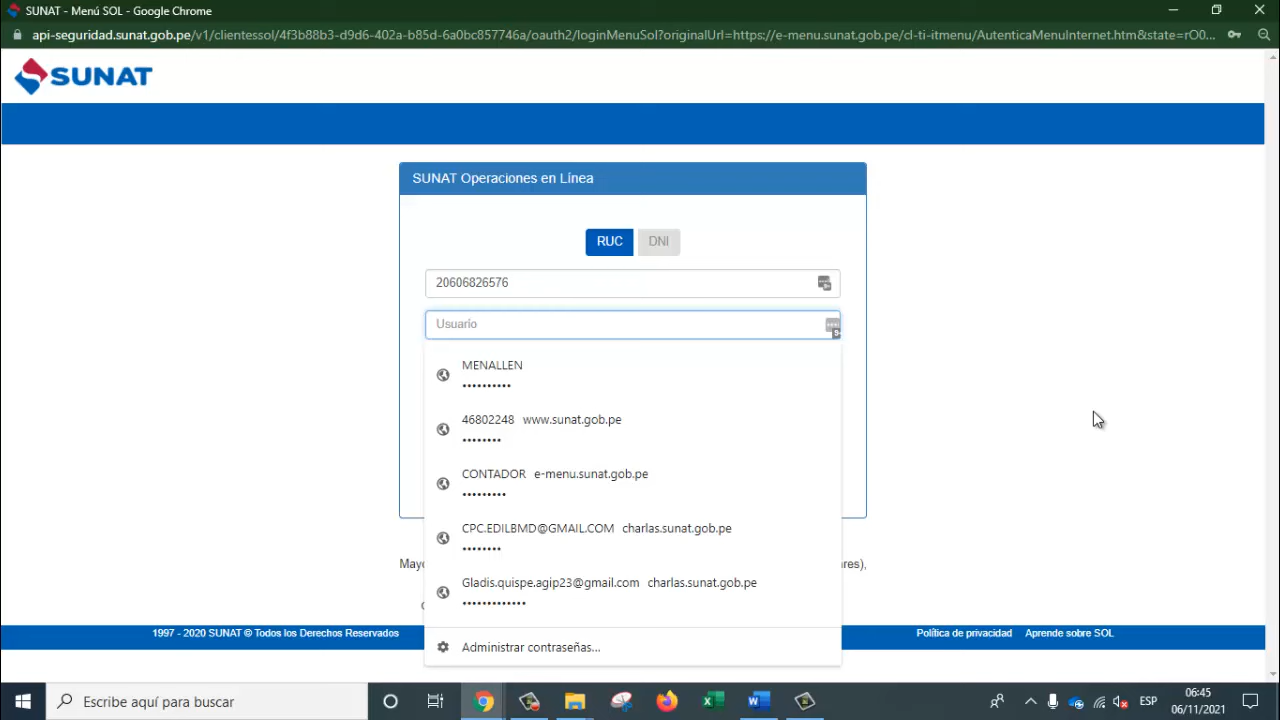 SUNAT - Menú SOL - Google Chrome
api-seguridad.sunat.gob.pe/v1/clientessol/4f3b88b3-d9d6-402a-b85d-6a0bc857746a/oauth2/loginMenuSol?originalUrl=https://e-menu.sunat.gob.pe/cl-ti-itmenu/AutenticaMenuInternet.htm&state=rO0...
SUNAT
SUNAT Operaciones en Línea
RUC DNI
20606826576
Usuario
MENALLEN
••••••••••
46802248 www.sunat.gob.pe
••••••••
CONTADOR e-menu.sunat.gob.pe
•••••••••
CPC.EDILBMD@GMAIL.COM charlas.sunat.gob.pe
••••••••
Gladis.quispe.agip23@gmail.com charlas.sunat.gob.pe
•••••••••••••
Administrar contraseñas...
1997 - 2020 SUNAT © Todos los Derechos Reservados
Política de privacidad Aprende sobre SOL
Escribe aquí para buscar
ESP
06:45
06/11/2021